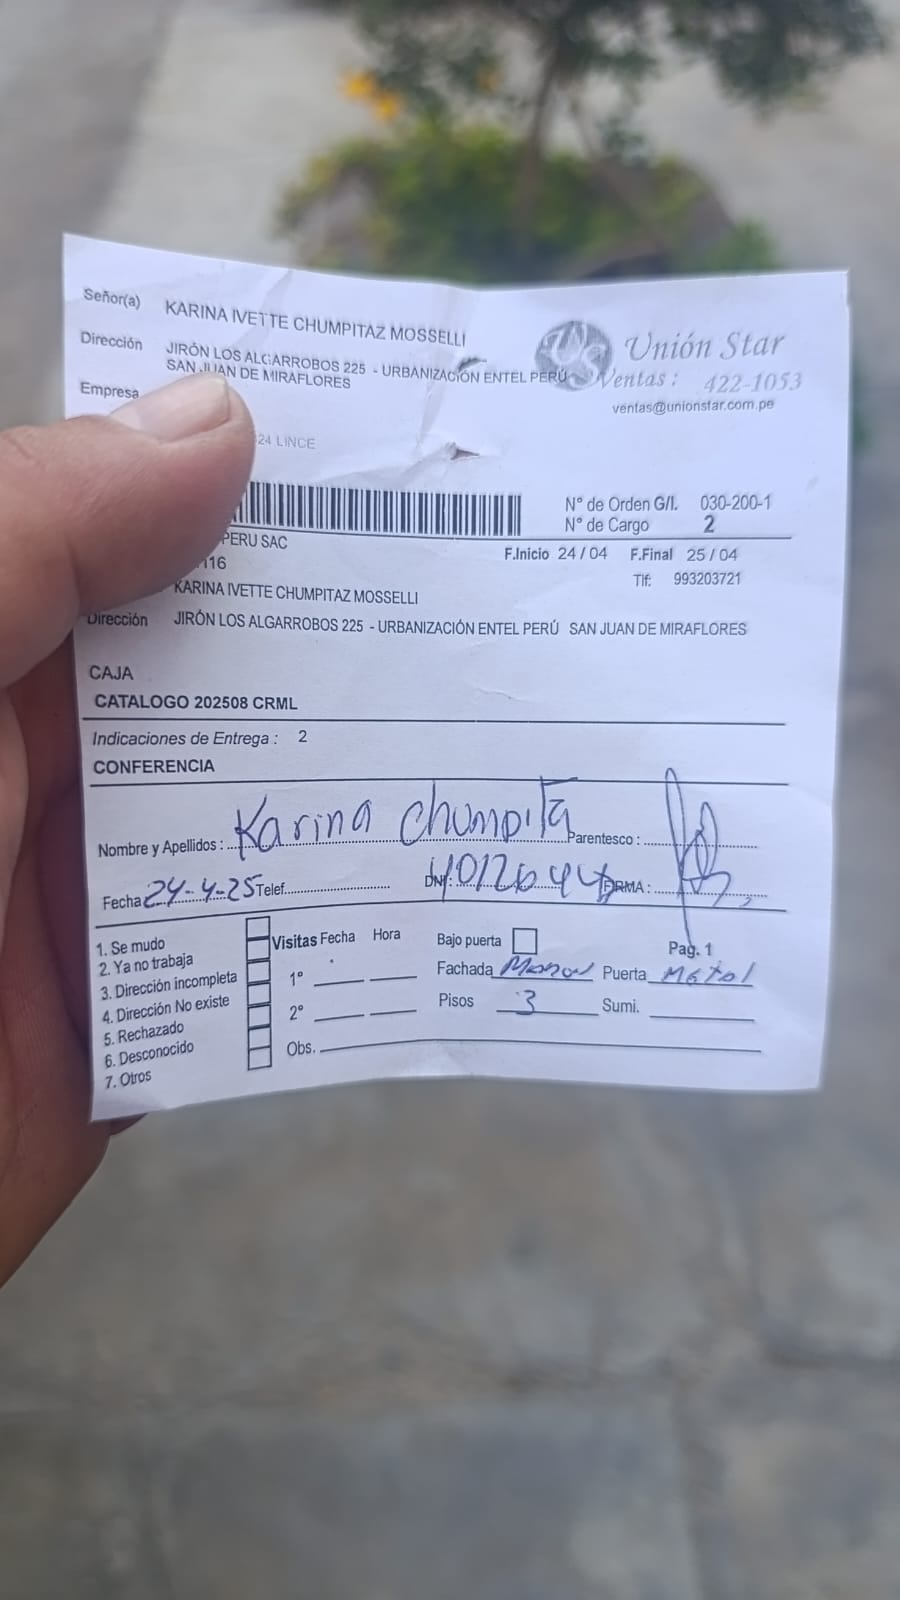 Señor(a) KARINA IVETTE CHUMPITAZ MOSSELLI
Dirección JIRÓN LOS ALGARROBOS 225 - URBANIZACIÓN ENTEL PERÚ
SAN JUAN DE MIRAFLORES
Empresa
Unión Star
Ventas: 422-1053
ventas@unionstar.com.pe
24 LINCE
N° de Orden G/I. 030-200-1
N° de Cargo 2
PERU SAC
F.Inicio 24/04 F.Final 25/04
116
Tlf: 993203721
KARINA IVETTE CHUMPITAZ MOSSELLI
Dirección JIRÓN LOS ALGARROBOS 225 - URBANIZACIÓN ENTEL PERÚ SAN JUAN DE MIRAFLORES
CAJA
CATALOGO 202508 CRML
Indicaciones de Entrega : 2
CONFERENCIA
Nombre y Apellidos : Karina Chumpita Parentesco :
Fecha 24-4-25 Telef. DNI: FIRMA :
1. Se mudo
2. Ya no trabaja
3. Dirección incompleta
4. Dirección No existe
5. Rechazado
6. Desconocido
7. Otros
Visitas Fecha Hora
1°
2°
Obs.
Bajo puerta
Pag. 1
Fachada Puerta Metal
Pisos 3 Sumi.